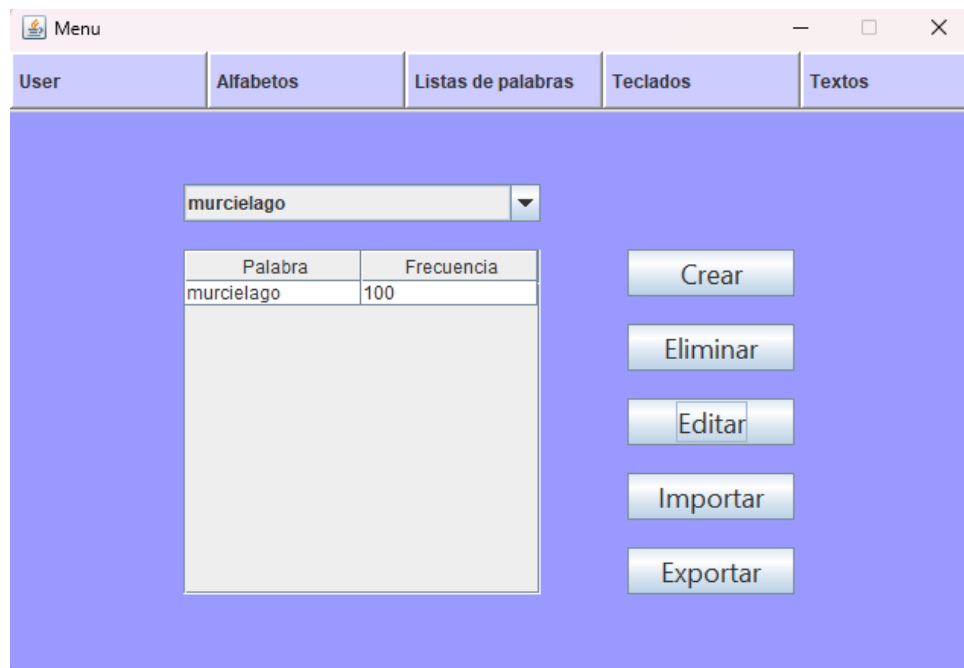 Menu
User Alfabetos Listas de palabras Teclados Textos
murcielago
Palabra Frecuencia
murcielago 100
Crear
Eliminar
Editar
Importar
Exportar